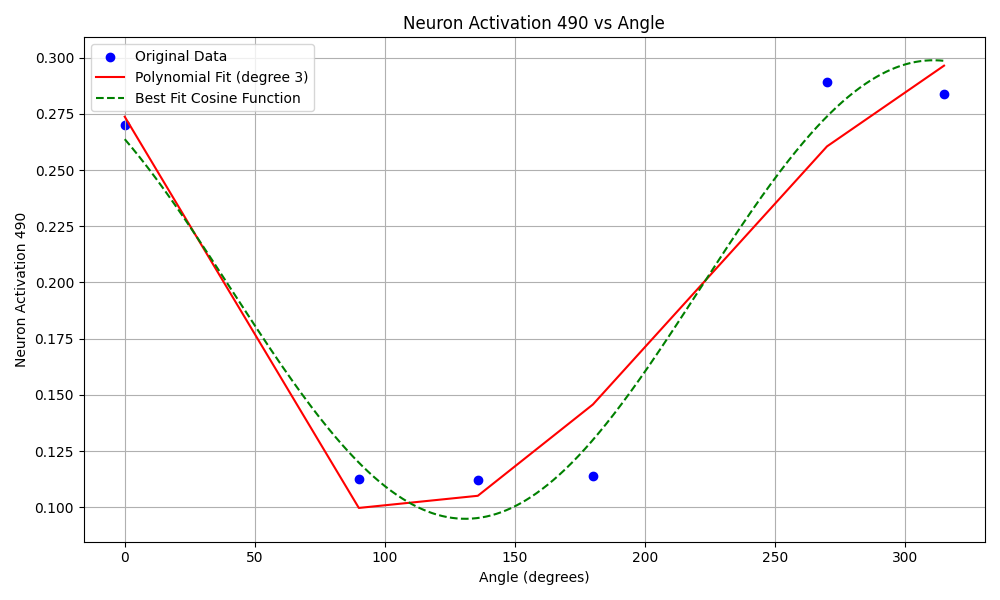 Neuron Activation 490 vs Angle
Original Data
Polynomial Fit (degree 3)
Best Fit Cosine Function
Neuron Activation 490
0.300
0.275
0.250
0.225
0.200
0.175
0.150
0.125
0.100
0 50 100 150 200 250 300
Angle (degrees)